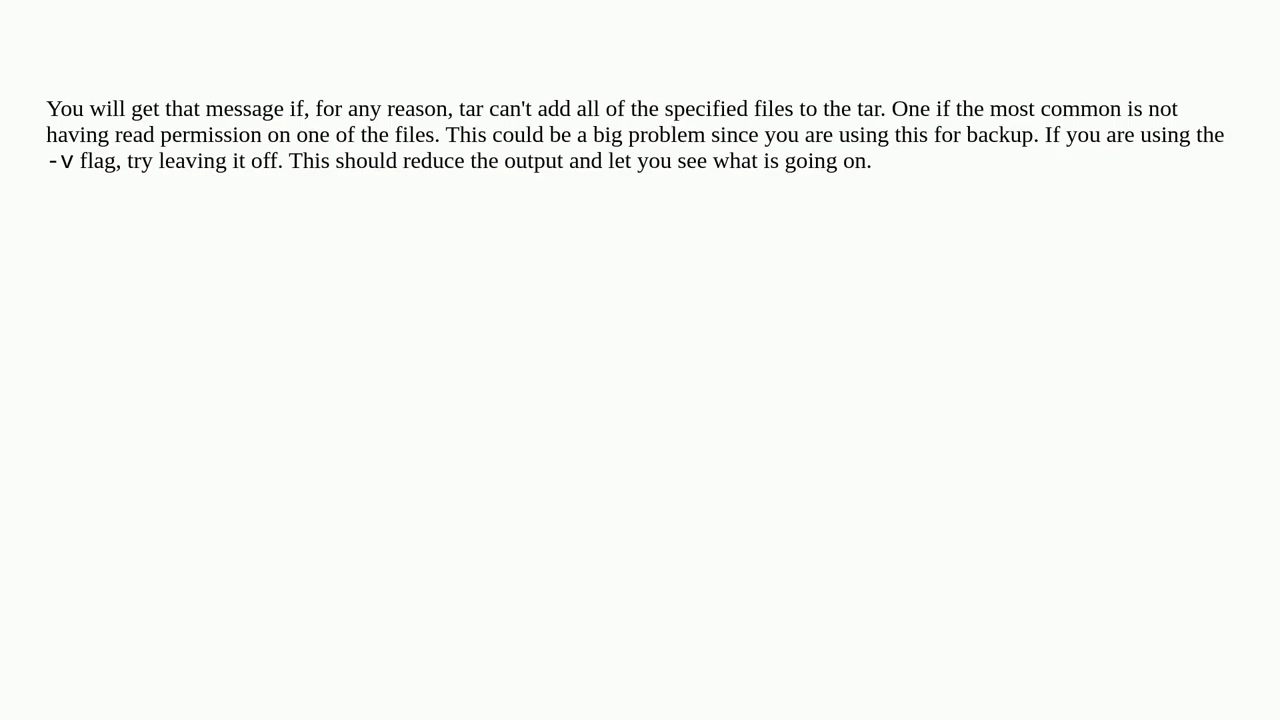 You will get that message if, for any reason, tar can't add all of the specified files to the tar. One if the most common is not
having read permission on one of the files. This could be a big problem since you are using this for backup. If you are using the
-v flag, try leaving it off. This should reduce the output and let you see what is going on.